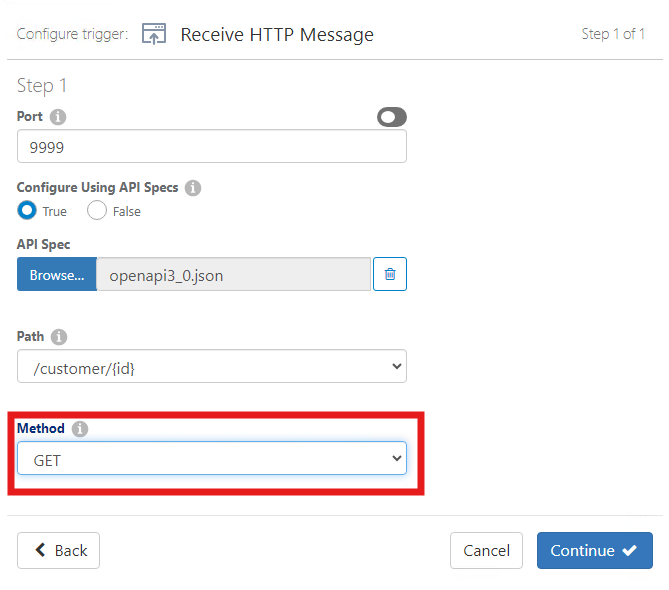 Configure trigger: Receive HTTP Message Step 1 of 1
Step 1
Port
9999
Configure Using API Specs
True False
API Spec
Browse... openapi3_0.json
Path
/customer/{id}
Method
GET
Back Cancel Continue